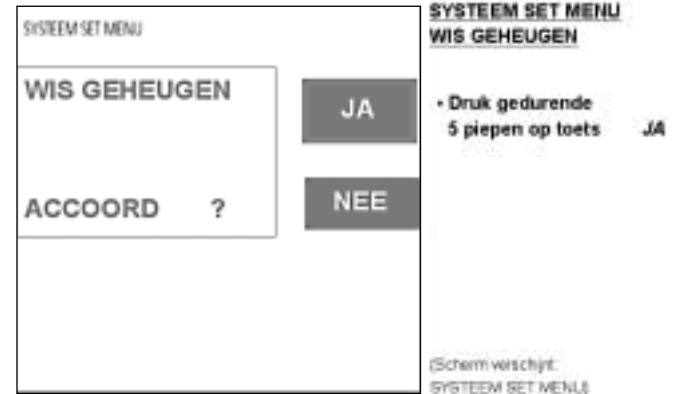 SYSTEEM SET MENU
WIS GEHEUGEN
ACCOORD ?
JA
NEE
SYSTEEM SET MENU
WIS GEHEUGEN
• Druk gedurende
5 piepen op toets JA
(Scherm verschijnt:
SYSTEEM SET MENU)